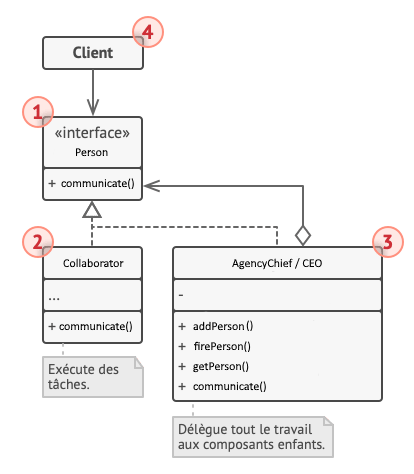 4
Client
1
«interface»
Person
+ communicate()
2
Collaborator
...
+ communicate()
Exécute des
tâches.
3
AgencyChief / CEO
-
+ addPerson()
+ firePerson()
+ getPerson()
+ communicate()
Délègue tout le travail
aux composants enfants.